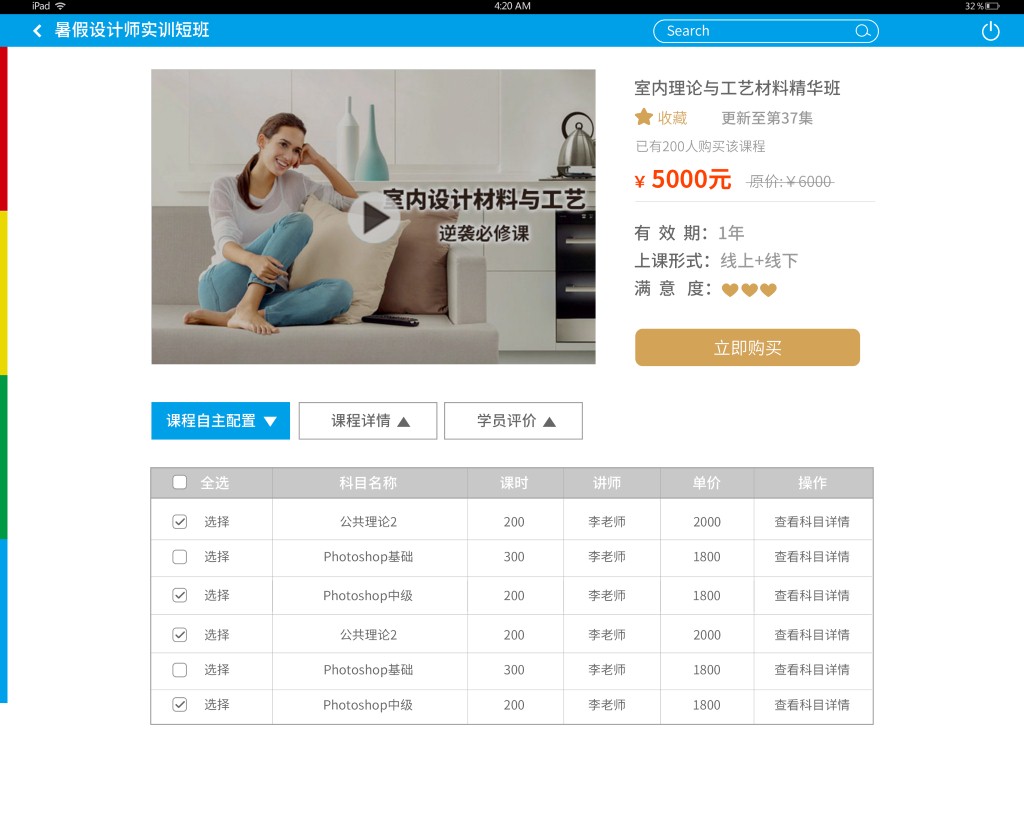 iPad 4:20 AM 32%
暑假设计师实训短班 Search
室内理论与工艺材料精华班
收藏 更新至第37集
已有200人购买该课程
¥ 5000元 原价:¥6000
室内设计材料与工艺
逆袭必修课
有 效 期：1年
上课形式：线上+线下
满 意 度：
立即购买
课程自主配置 ▼ 课程详情 ▲ 学员评价 ▲
全选 科目名称 课时 讲师 单价 操作
选择 公共理论2 200 李老师 2000 查看科目详情
选择 Photoshop基础 300 李老师 1800 查看科目详情
选择 Photoshop中级 200 李老师 1800 查看科目详情
选择 公共理论2 200 李老师 2000 查看科目详情
选择 Photoshop基础 300 李老师 1800 查看科目详情
选择 Photoshop中级 200 李老师 1800 查看科目详情